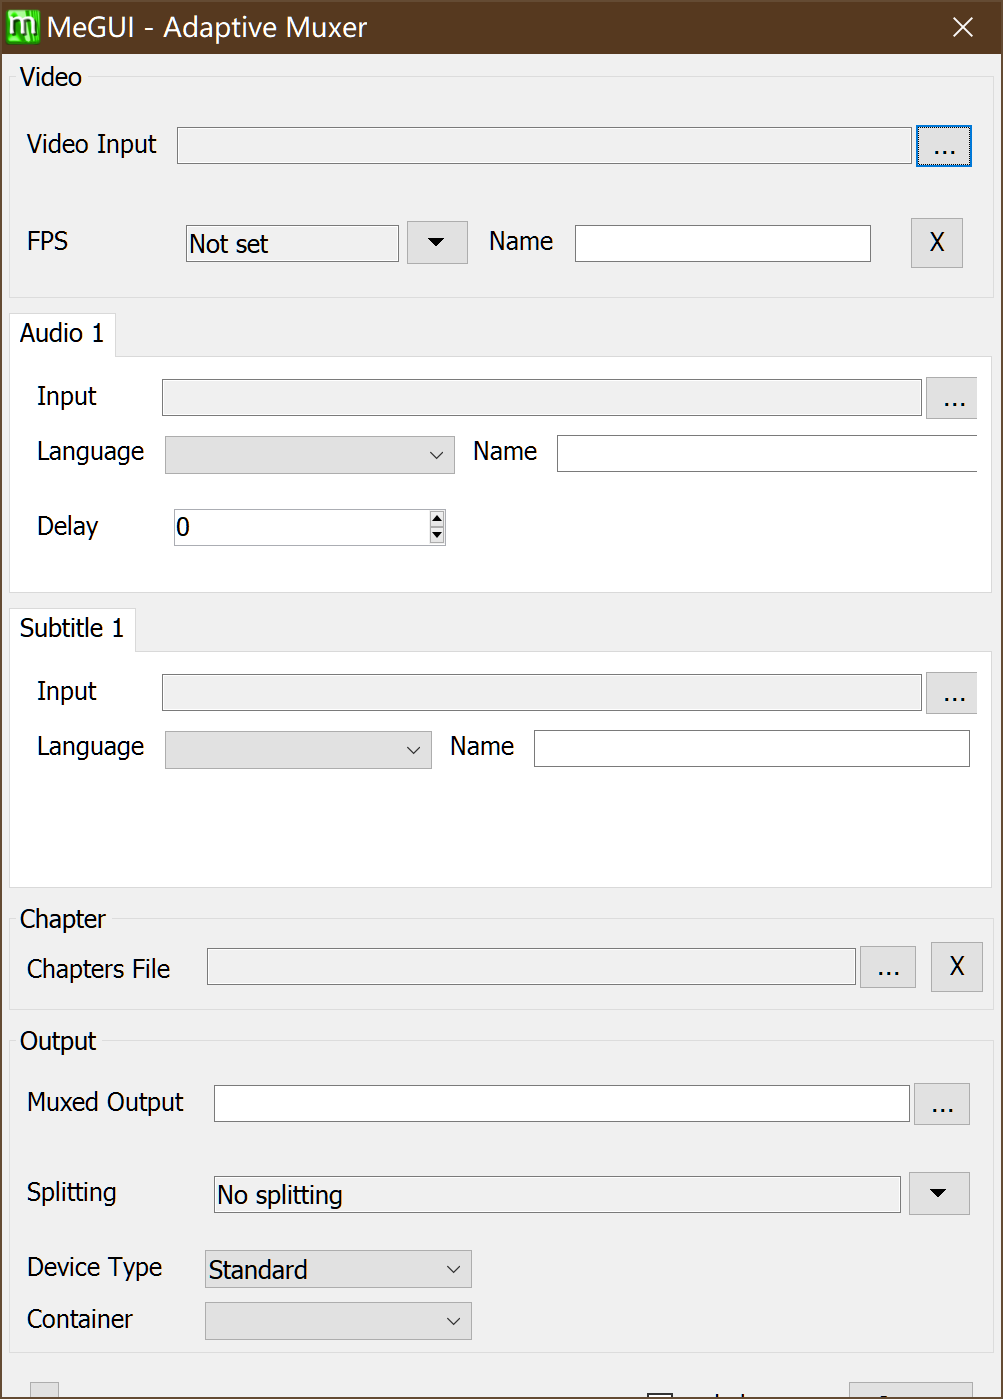 MeGUI - Adaptive Muxer
Video
Video Input ...
FPS Not set Name X
Audio 1
Input ...
Language Name
Delay 0
Subtitle 1
Input ...
Language Name
Chapter
Chapters File ... X
Output
Muxed Output ...
Splitting No splitting
Device Type Standard
Container